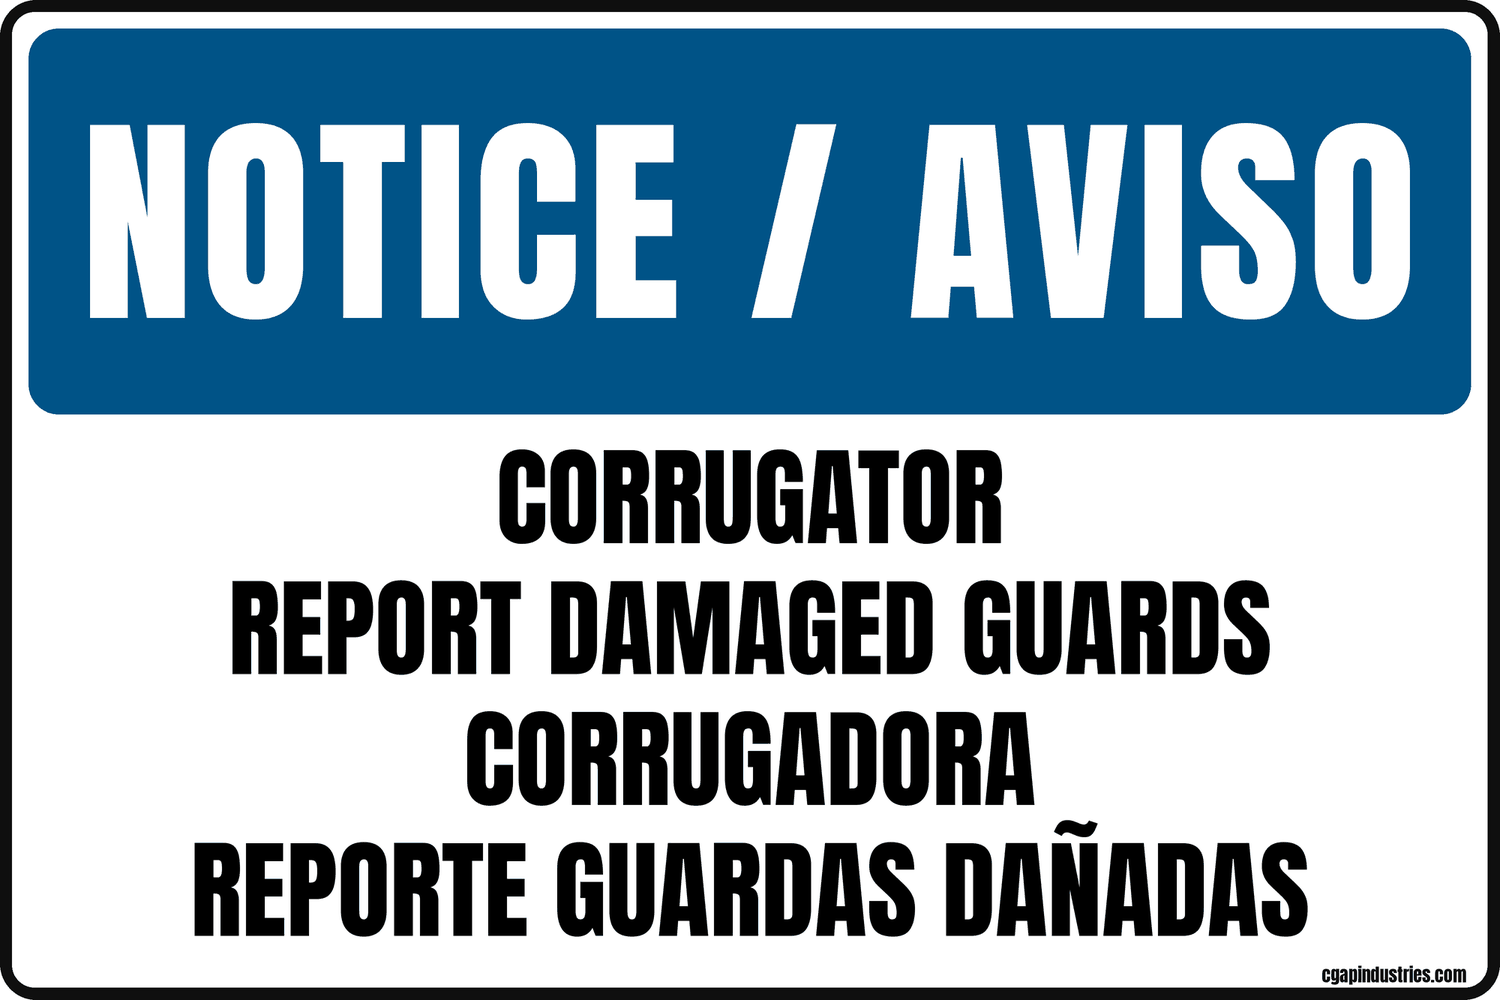 NOTICE / AVISO
CORRUGATOR
REPORT DAMAGED GUARDS
CORRUGADORA
REPORTE GUARDAS DAÑADAS
cgapindustries.com